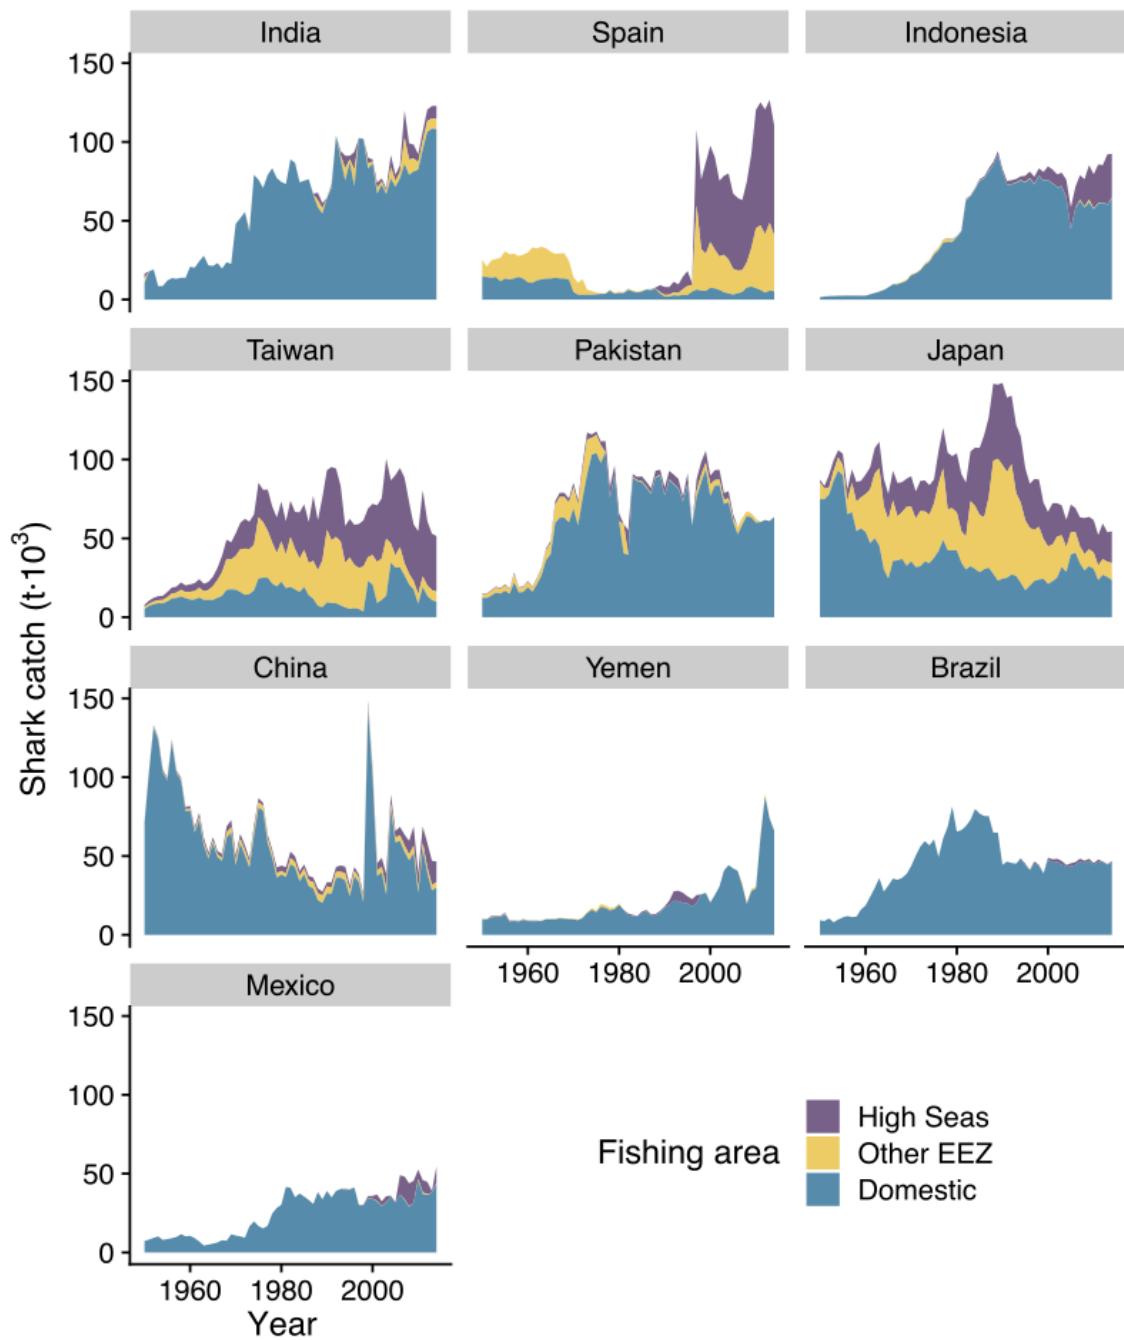 India Spain Indonesia
150
100
50
0
Taiwan Pakistan Japan
150
100
50
0
Shark catch (t·10³)
China Yemen Brazil
150
100
50
0
1960 1980 2000 1960 1980 2000
Mexico
150
100
50
0
1960 1980 2000
Year
Fishing area
High Seas
Other EEZ
Domestic